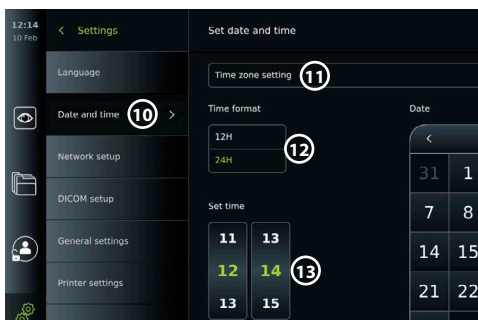 12:14
10 Feb
Settings
Language
Date and time 10
Network setup
DICOM setup
General settings
Printer settings
Set date and time
Time zone setting 11
Time format
12H
24H
12
Set time
11 13
12 14 13
13 15
Date
31 1
7 8
14 15
21 22